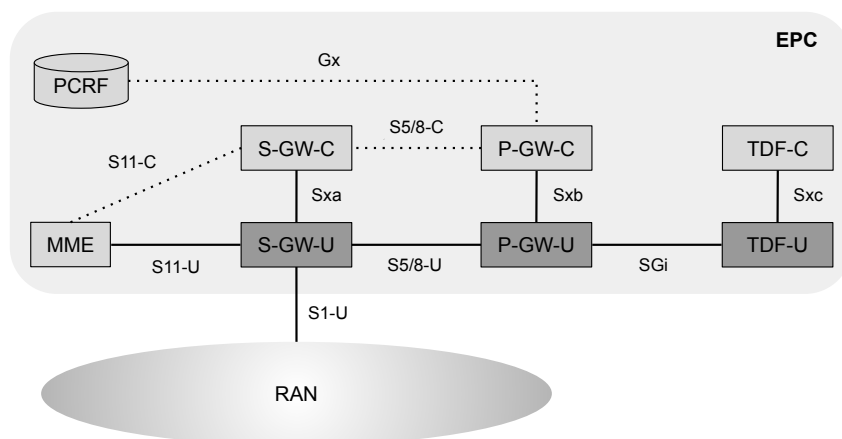 EPC
Gx
PCRF
S5/8-C
S-GW-C
P-GW-C
TDF-C
S11-C
Sxa
Sxb
Sxc
MME
S-GW-U
P-GW-U
TDF-U
S11-U
S5/8-U
SGi
S1-U
RAN